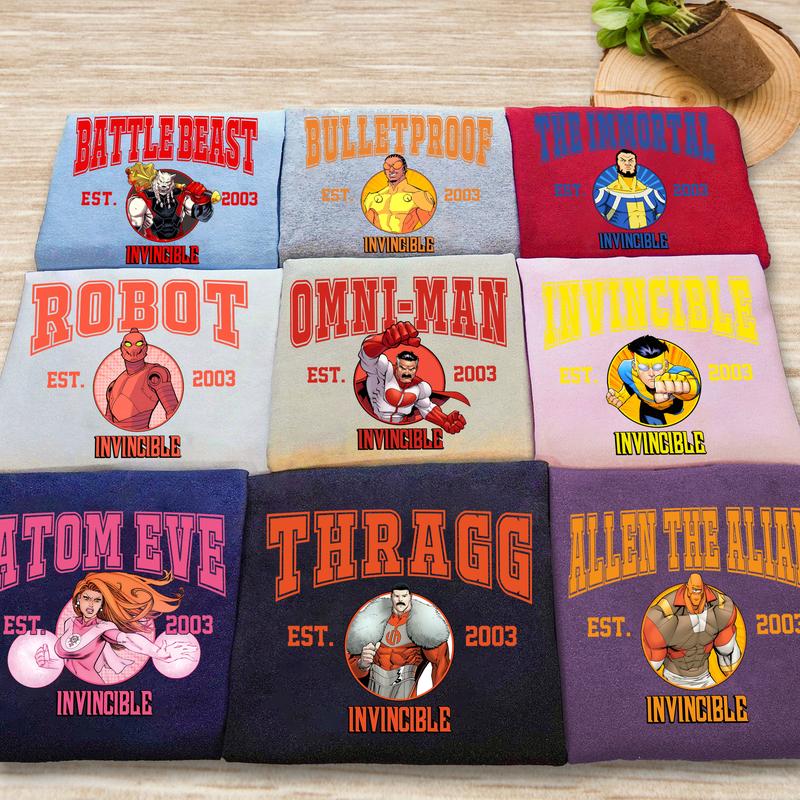 BATTLE BEAST
EST. 2003
INVINCIBLE
BULLETPROOF
EST. 2003
INVINCIBLE
THE IMMORTAL
EST. 2003
INVINCIBLE
ROBOT
EST. 2003
INVINCIBLE
OMNI-MAN
EST. 2003
INVINCIBLE
INVINCIBLE
EST. 2003
INVINCIBLE
ATOM EVE
EST. 2003
INVINCIBLE
THRAGG
EST. 2003
INVINCIBLE
ALLEN THE ALIAN
EST. 2003
INVINCIBLE